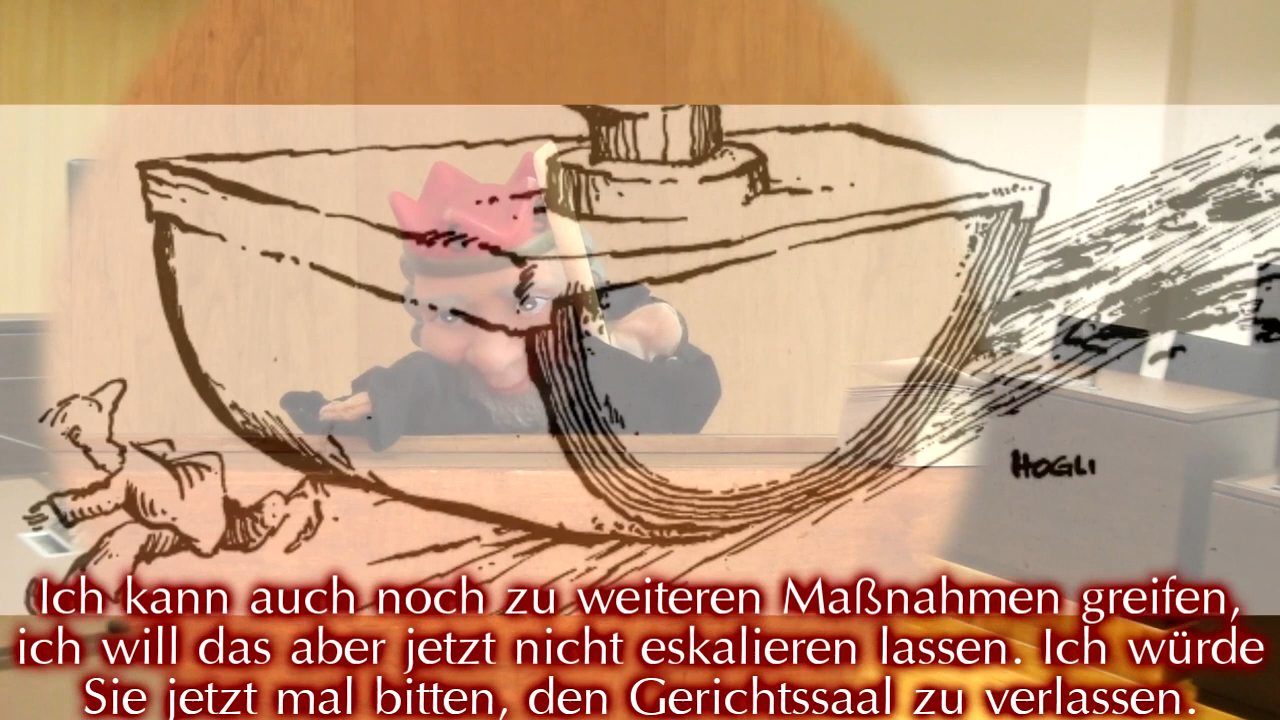 HOGLI
Ich kann auch noch zu weiteren Maßnahmen greifen,
ich will das aber jetzt nicht eskalieren lassen. Ich würde
Sie jetzt mal bitten, den Gerichtssaal zu verlassen.